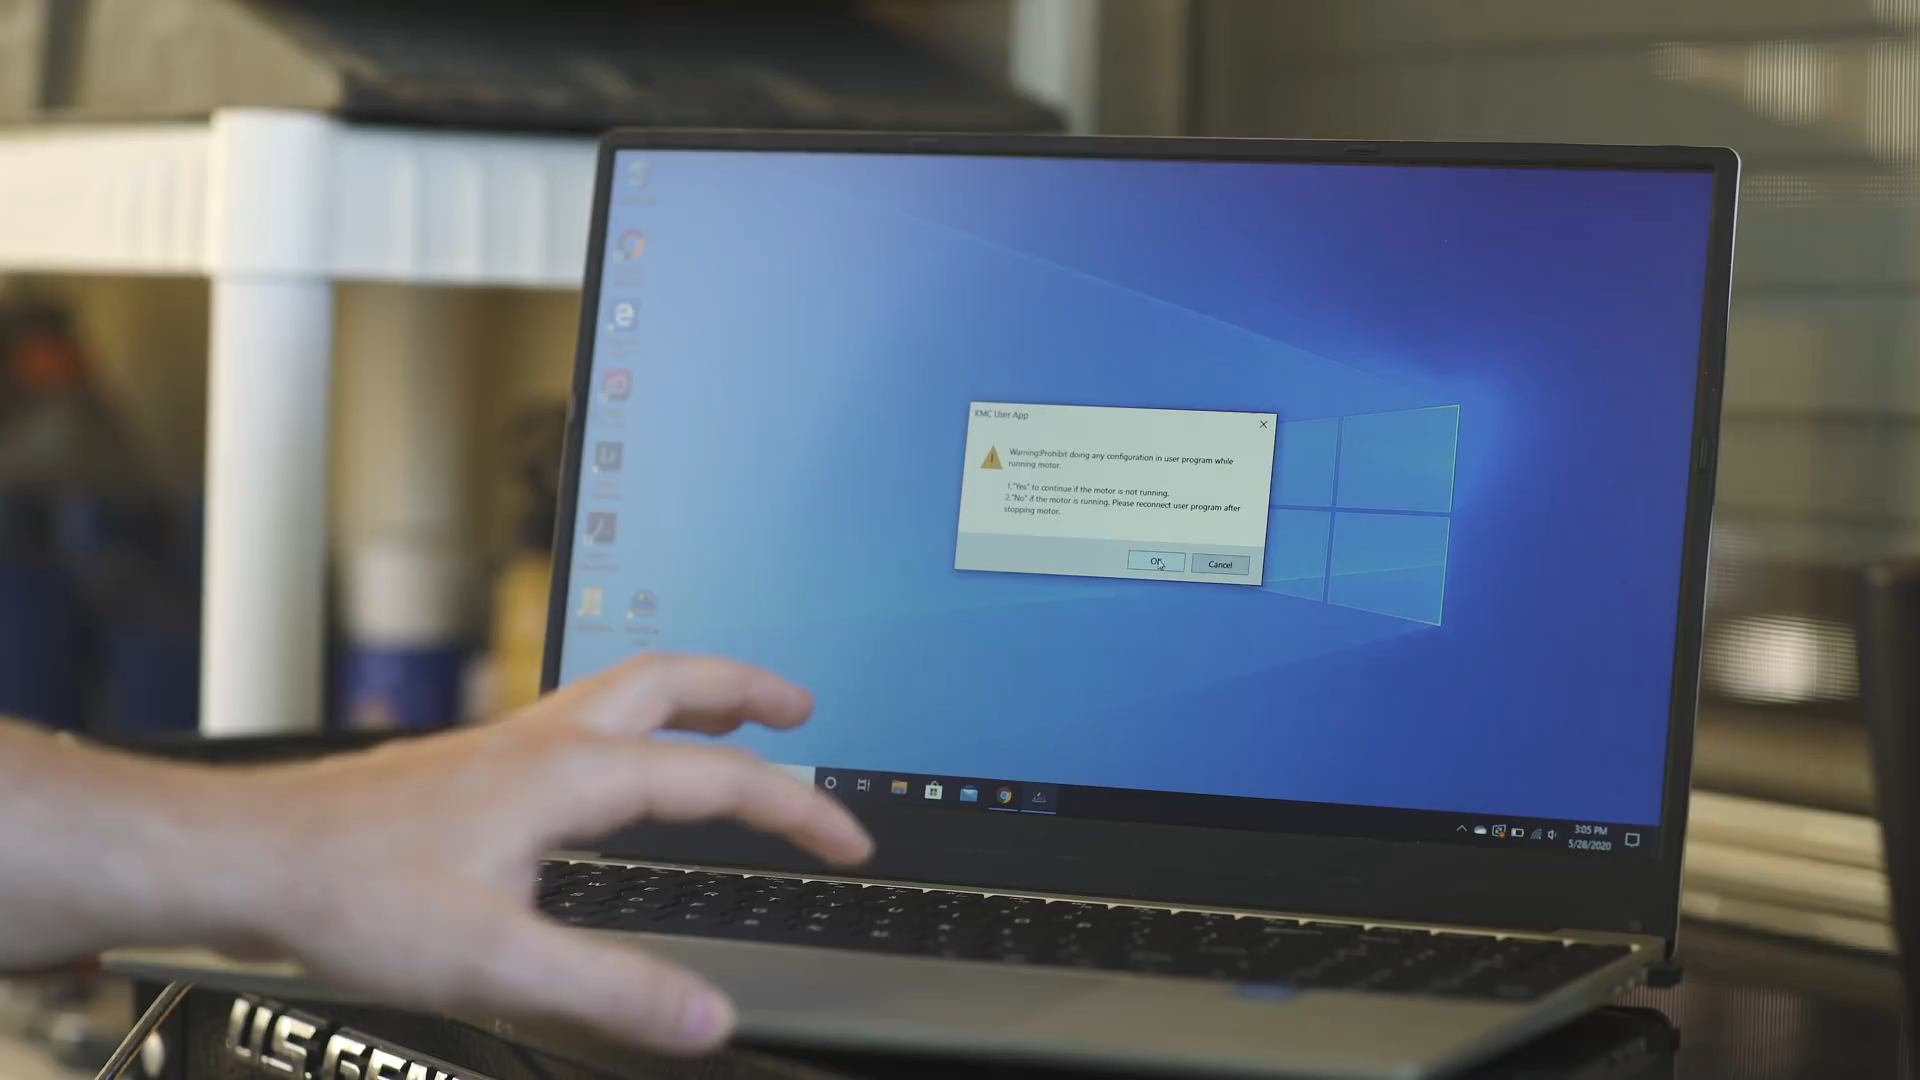 KMC User App
Warning:Prohibit doing any configuration in user program while
running motor.
1."Yes" to continue if the motor is not running.
2."No" if the motor is running. Please reconnect user program after
stopping motor.
OK
Cancel
3:05 PM
5/28/2020
U.S.GEN